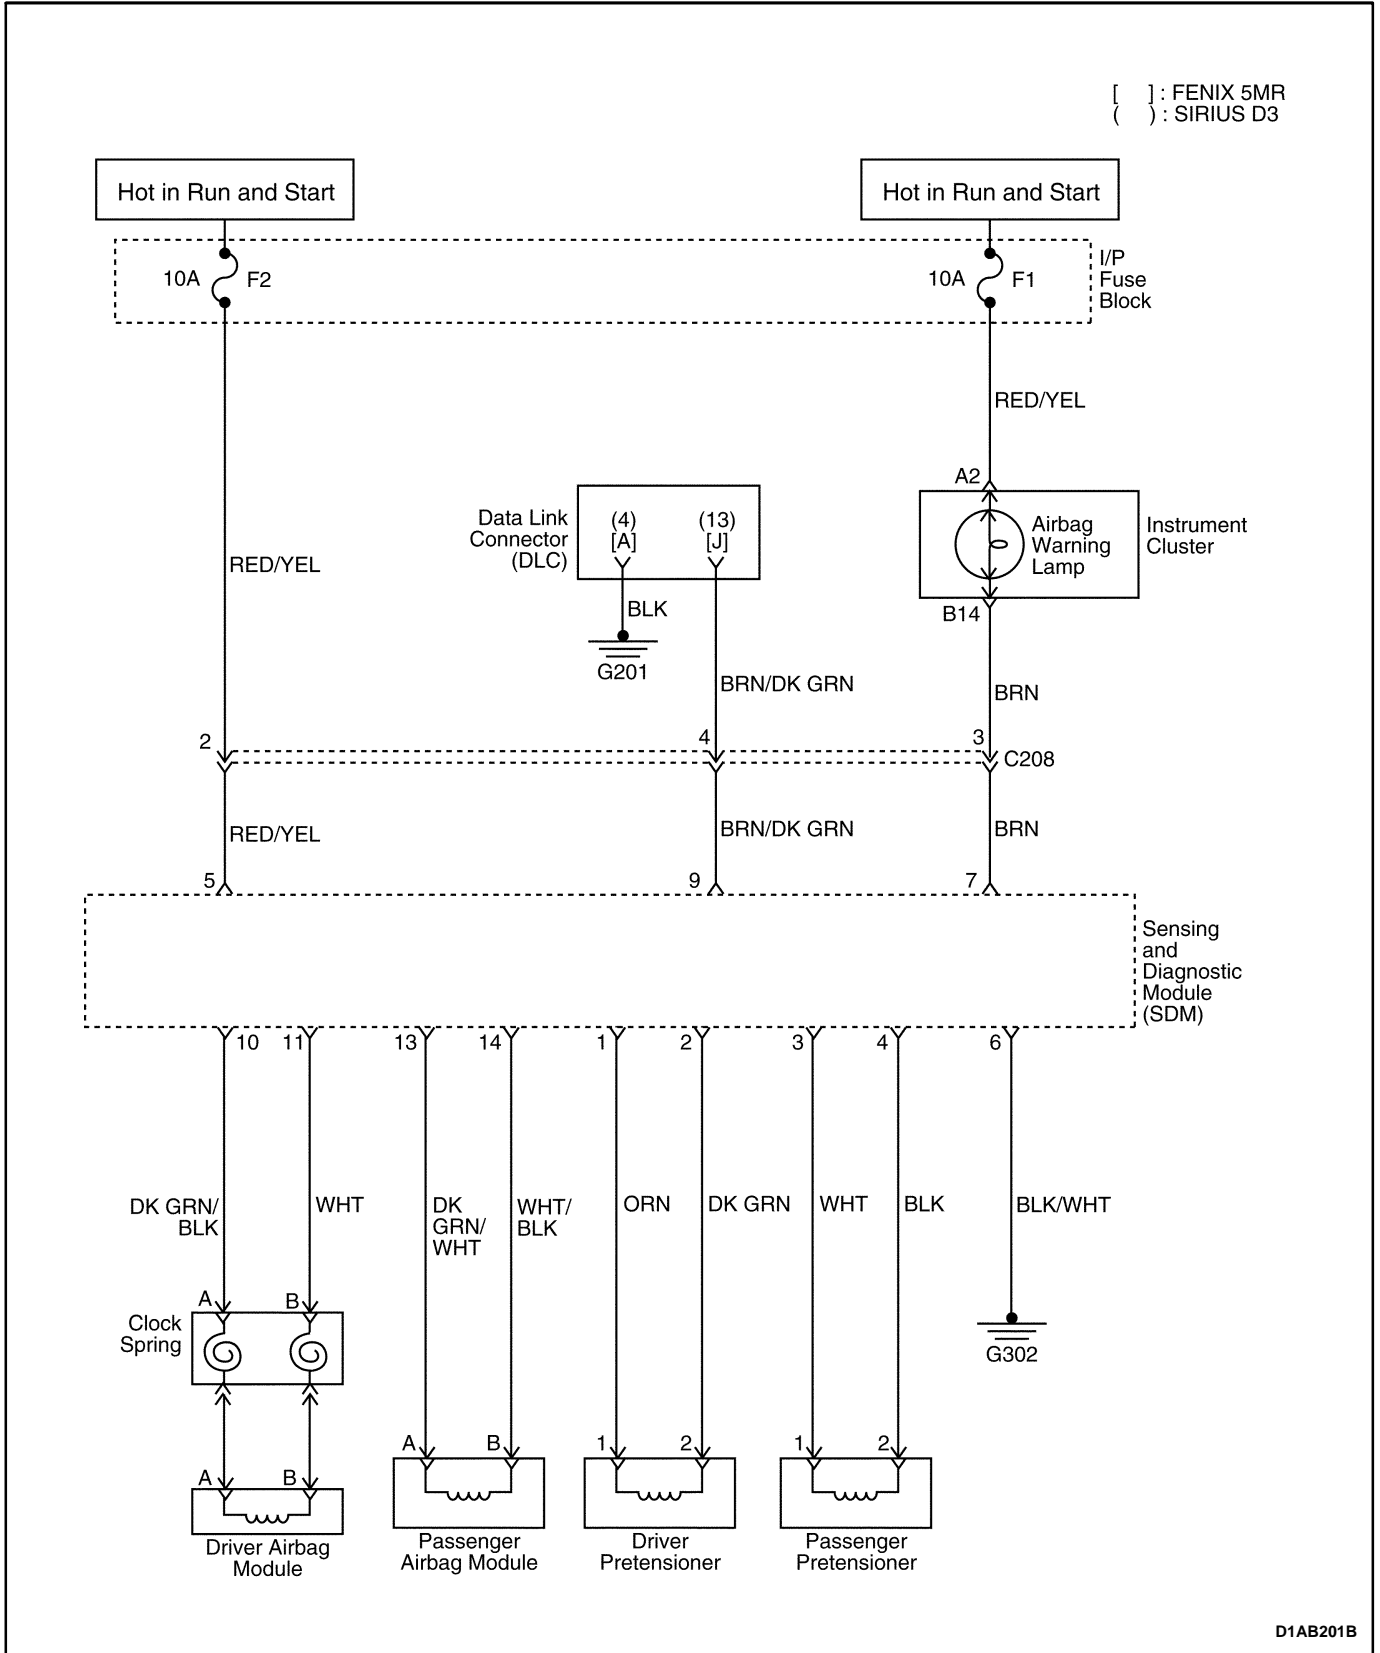 [ ] : FENIX 5MR
( ) : SIRIUS D3
Hot in Run and Start
Hot in Run and Start
10A
F2
10A
F1
I/P
Fuse
Block
RED/YEL
A2
Data Link
Connector
(DLC)
(4)
[A]
(13)
[J]
Airbag
Warning
Lamp
Instrument
Cluster
RED/YEL
BLK
B14
G201
BRN/DK GRN
BRN
2
4
3
C208
RED/YEL
BRN/DK GRN
BRN
5
9
7
Sensing
and
Diagnostic
Module
(SDM)
10
11
13
14
1
2
3
4
6
DK GRN/
BLK
WHT
DK
GRN/
WHT
WHT/
BLK
ORN
DK GRN
WHT
BLK
BLK/WHT
A
B
Clock
Spring
G302
A
B
1
2
1
2
A
B
Driver Airbag
Module
Passenger
Airbag Module
Driver
Pretensioner
Passenger
Pretensioner
D1AB201B